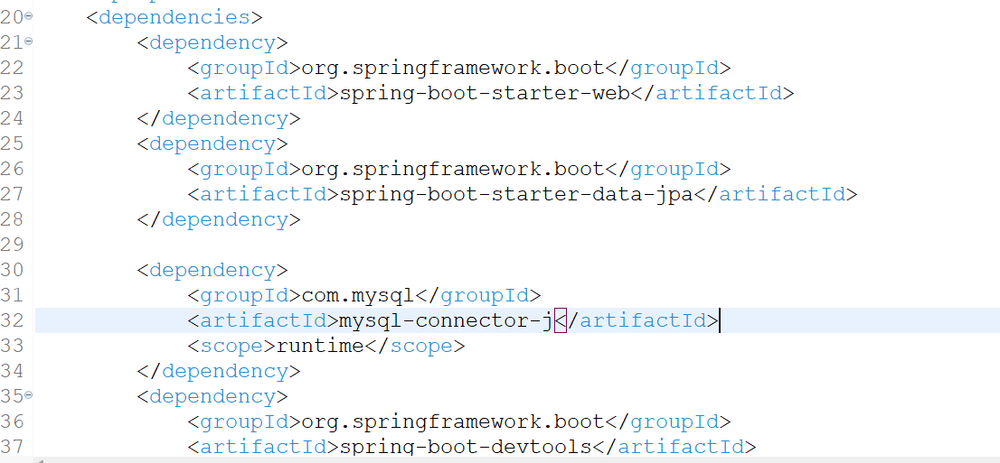 20 <dependencies>
21 <dependency>
22 <groupId>org.springframework.boot</groupId>
23 <artifactId>spring-boot-starter-web</artifactId>
24 </dependency>
25 <dependency>
26 <groupId>org.springframework.boot</groupId>
27 <artifactId>spring-boot-starter-data-jpa</artifactId>
28 </dependency>
29
30 <dependency>
31 <groupId>com.mysql</groupId>
32 <artifactId>mysql-connector-j</artifactId>
33 <scope>runtime</scope>
34 </dependency>
35 <dependency>
36 <groupId>org.springframework.boot</groupId>
37 <artifactId>spring-boot-devtools</artifactId>